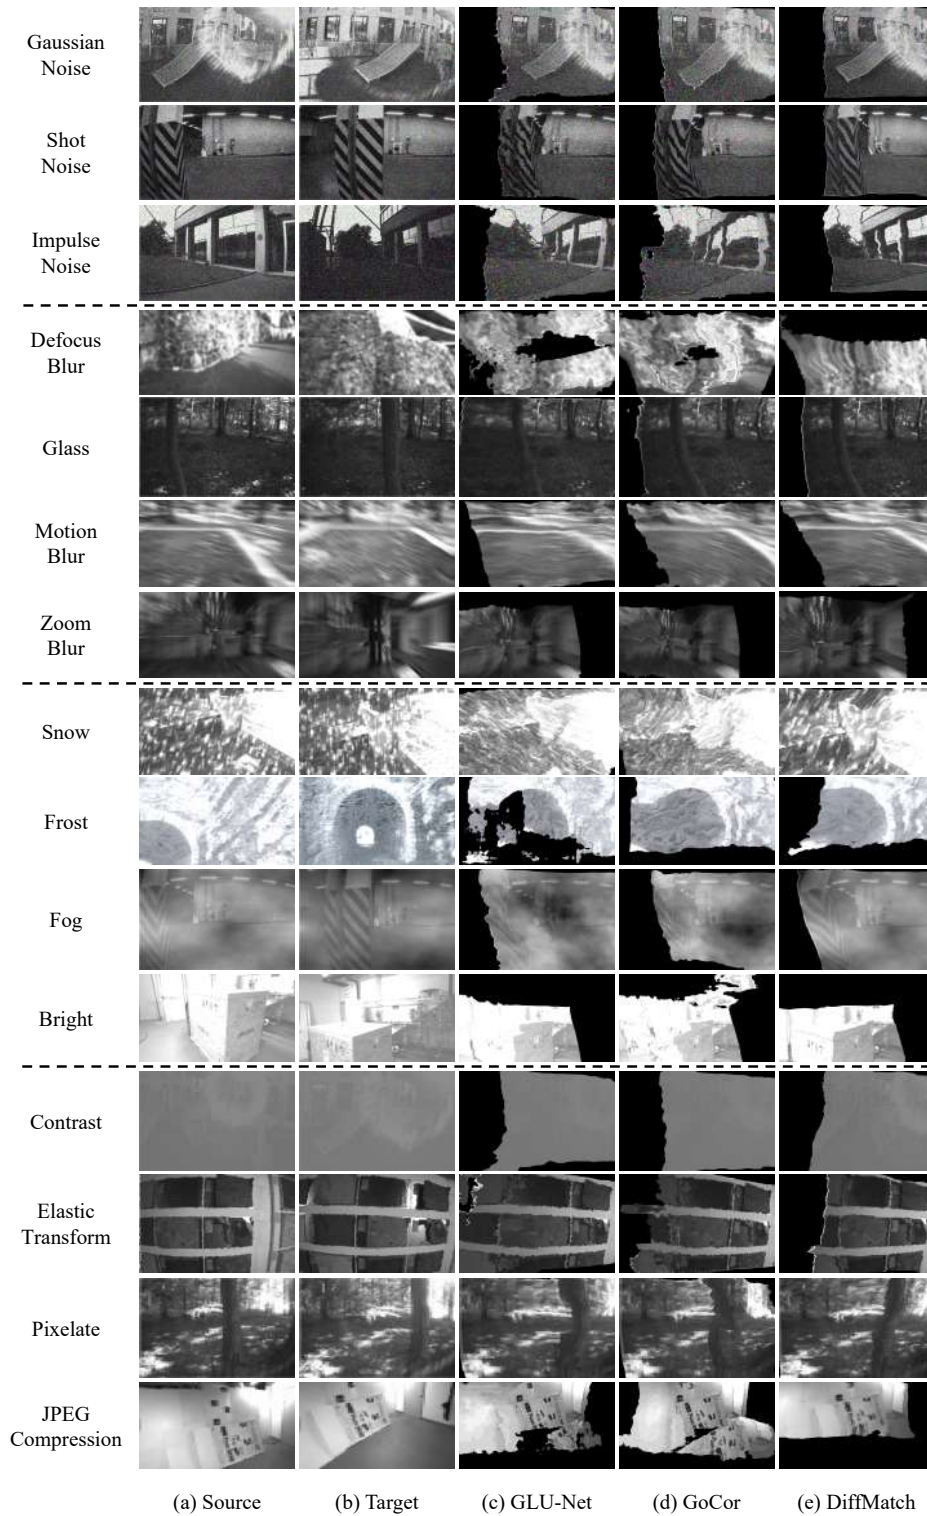 Gaussian
Noise
Shot
Noise
Impulse
Noise
Defocus
Blur
Glass
Motion
Blur
Zoom
Blur
Snow
Frost
Fog
Bright
Contrast
Elastic
Transform
Pixelate
JPEG
Compression
(a) Source (b) Target (c) GLU-Net (d) GoCor (e) DiffMatch